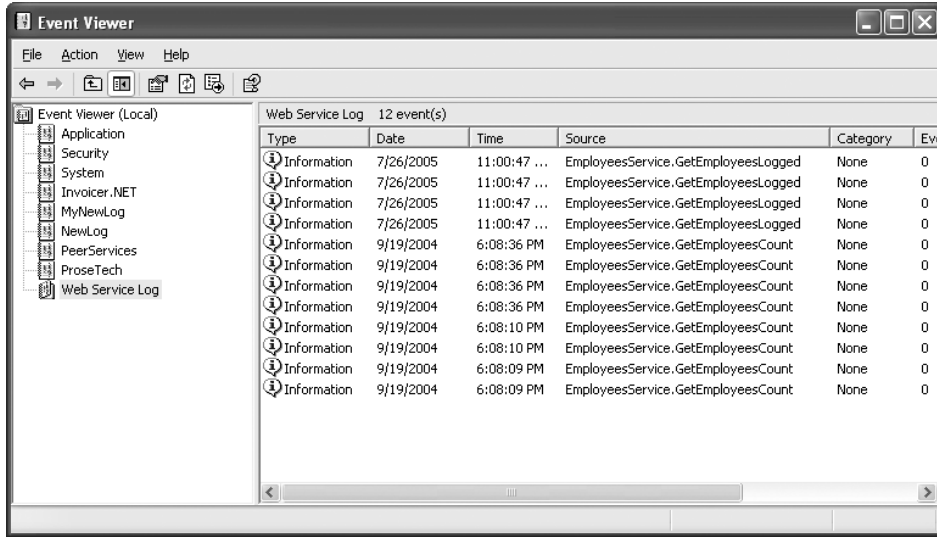 Event Viewer
File Action View Help
Event Viewer (Local)
Application
Security
System
Invoicer.NET
MyNewLog
NewLog
PeerServices
ProseTech
Web Service Log
Web Service Log 12 event(s)
Type Date Time Source Category Ev
Information 7/26/2005 11:00:47 ... EmployeesService.GetEmployeesLogged None 0
Information 7/26/2005 11:00:47 ... EmployeesService.GetEmployeesLogged None 0
Information 7/26/2005 11:00:47 ... EmployeesService.GetEmployeesLogged None 0
Information 7/26/2005 11:00:47 ... EmployeesService.GetEmployeesLogged None 0
Information 9/19/2004 6:08:36 PM EmployeesService.GetEmployeesCount None 0
Information 9/19/2004 6:08:36 PM EmployeesService.GetEmployeesCount None 0
Information 9/19/2004 6:08:36 PM EmployeesService.GetEmployeesCount None 0
Information 9/19/2004 6:08:36 PM EmployeesService.GetEmployeesCount None 0
Information 9/19/2004 6:08:10 PM EmployeesService.GetEmployeesCount None 0
Information 9/19/2004 6:08:10 PM EmployeesService.GetEmployeesCount None 0
Information 9/19/2004 6:08:09 PM EmployeesService.GetEmployeesCount None 0
Information 9/19/2004 6:08:09 PM EmployeesService.GetEmployeesCount None 0